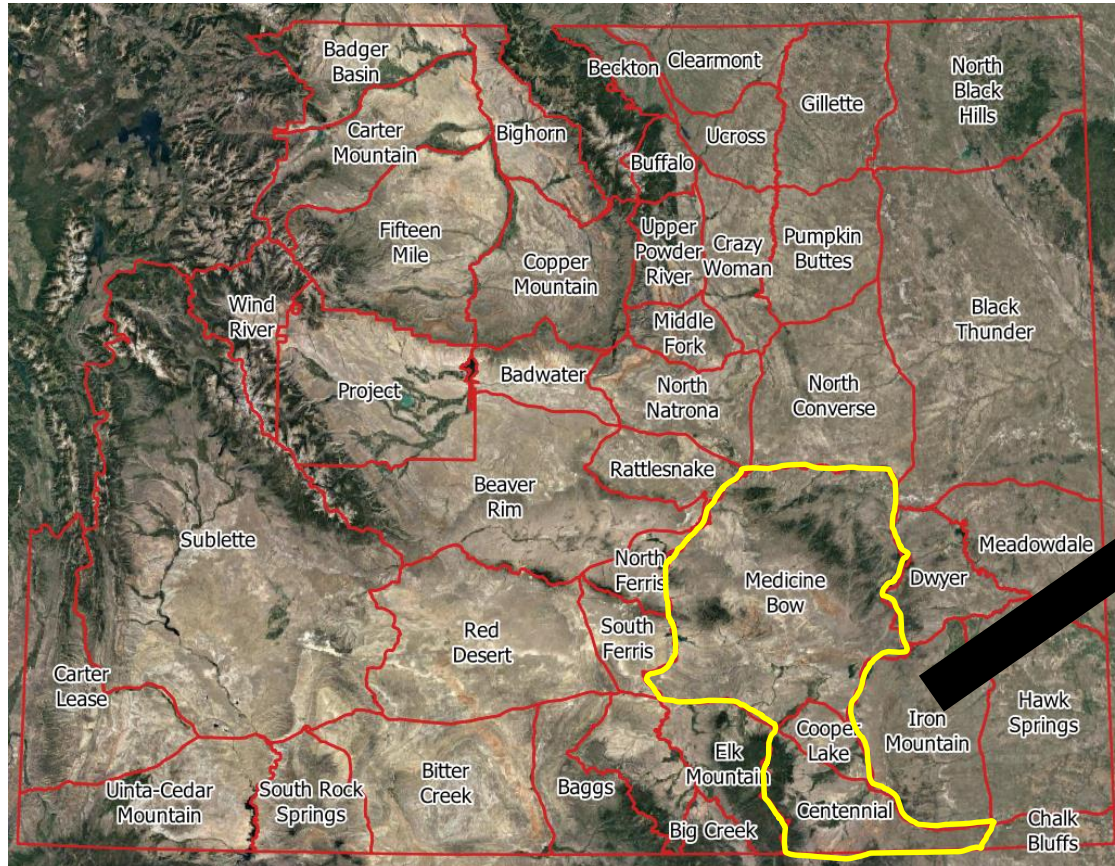 Badger
Basin
Beckton
Clearmont
Gillette
North
Black
Hills
Carter
Mountain
Bighorn
Ucross
Buffalo
Fifteen
Mile
Copper
Mountain
Upper
Powder
River
Crazy
Woman
Pumpkin
Buttes
Wind
River
Middle
Fork
Black
Thunder
Project
Badwater
North
Natrona
North
Converse
Rattlesnake
Beaver
Rim
Sublette
North
Ferris
Medicine
Bow
Dwyer
Meadowdale
Red
Desert
South
Ferris
Carter
Lease
Cooper
Lake
Iron
Mountain
Hawk
Springs
Elk
Mountain
Uinta-Cedar
Mountain
South Rock
Springs
Bitter
Creek
Baggs
Big Creek
Centennial
Chalk
Bluffs